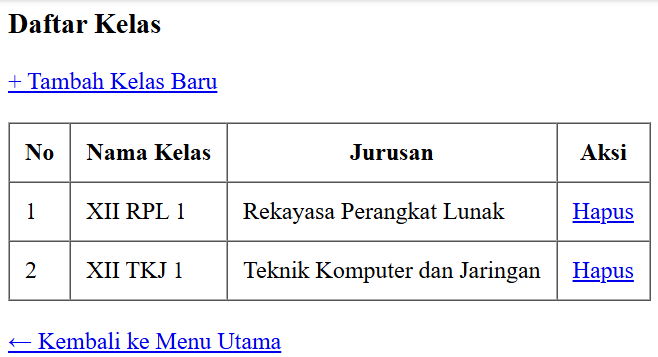 Daftar Kelas
+ Tambah Kelas Baru
No Nama Kelas Jurusan Aksi
1 XII RPL 1 Rekayasa Perangkat Lunak Hapus
2 XII TKJ 1 Teknik Komputer dan Jaringan Hapus
← Kembali ke Menu Utama